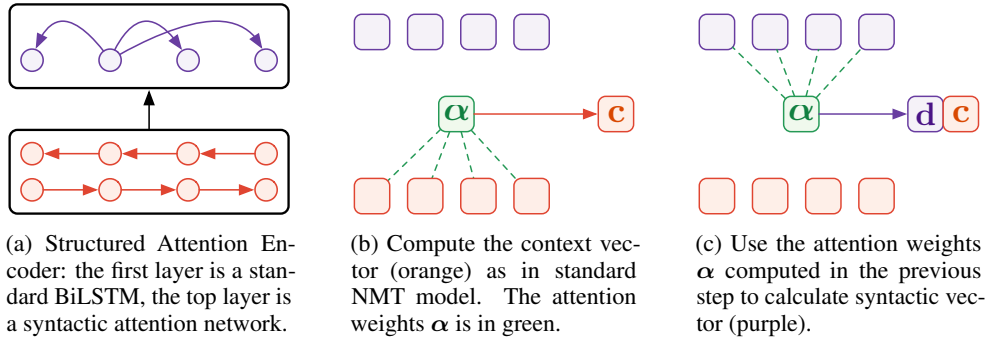 α
c
α
d
c
(a) Structured Attention En-
coder: the first layer is a stan-
dard BiLSTM, the top layer is
a syntactic attention network.
(b) Compute the context vec-
tor (orange) as in standard
NMT model. The attention
weights α is in green.
(c) Use the attention weights
α computed in the previous
step to calculate syntactic vec-
tor (purple).